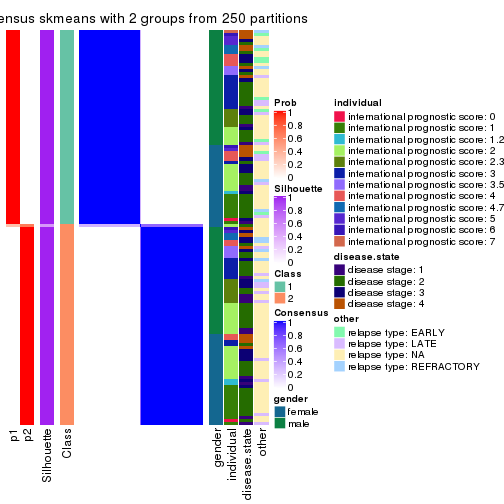 ensus skmeans with 2 groups from 250 partitions
p1
p2
Silhouette
Class
gender
individual
disease.state
other
Prob
1
0.8
0.6
0.4
0.2
0
Silhouette
1
0.8
0.6
0.4
0.2
0
Class
1
2
Consensus
1
0.8
0.6
0.4
0.2
0
gender
female
male
individual
international prognostic score: 0
international prognostic score: 1
international prognostic score: 1.2
international prognostic score: 2
international prognostic score: 2.3
international prognostic score: 3
international prognostic score: 3.5
international prognostic score: 4
international prognostic score: 4.7
international prognostic score: 5
international prognostic score: 6
international prognostic score: 7
disease.state
disease stage: 1
disease stage: 2
disease stage: 3
disease stage: 4
other
relapse type: EARLY
relapse type: LATE
relapse type: NA
relapse type: REFRACTORY